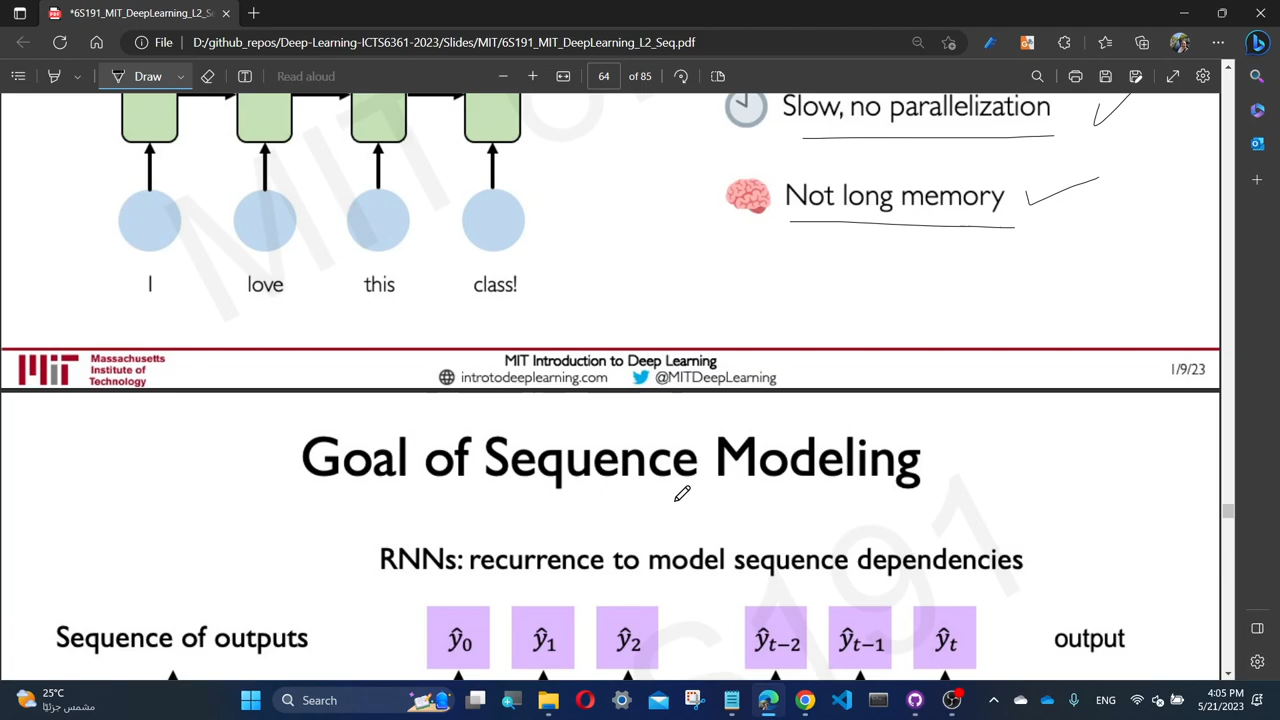 *6S191_MIT_DeepLearning_L2_Se
File
D:/github_repos/Deep-Learning-ICTS6361-2023/Slides/MIT/6S191_MIT_DeepLearning_L2_Seq.pdf
Draw
Read aloud
64 of 85
Slow, no parallelization
Not long memory
I love this class!
Massachusetts
Institute of
Technology
MIT Introduction to Deep Learning
introtodeeplearning.com @MITDeepLearning
1/9/23
Goal of Sequence Modeling
RNNs: recurrence to model sequence dependencies
Sequence of outputs
ŷ0 ŷ1 ŷ2 ŷt−2 ŷt−1 ŷt
output
25°C
مشمس جزئيًا
Search
ENG
4:05 PM
5/21/2023